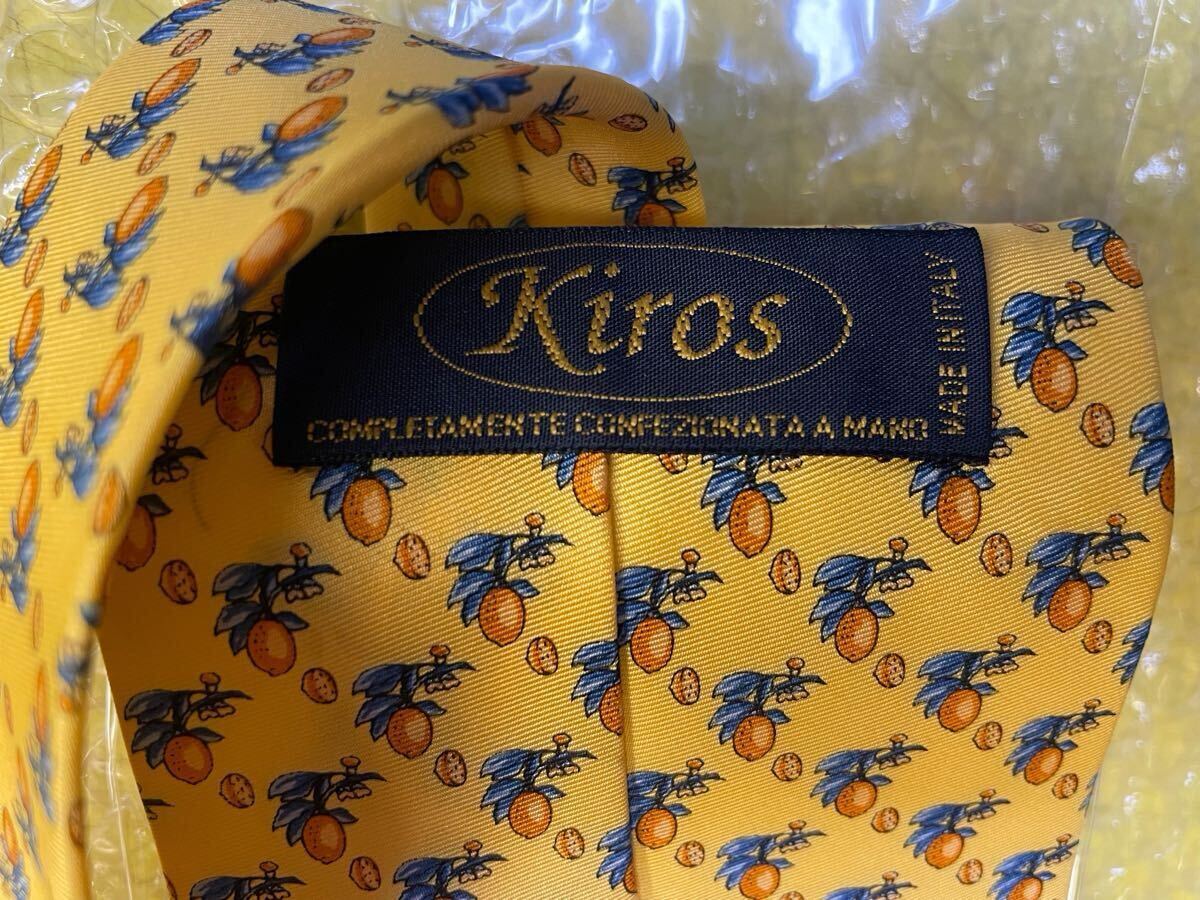 Kiros
COMPLETAMENTE CONFEZIONATA A MANO
MADE IN ITALY